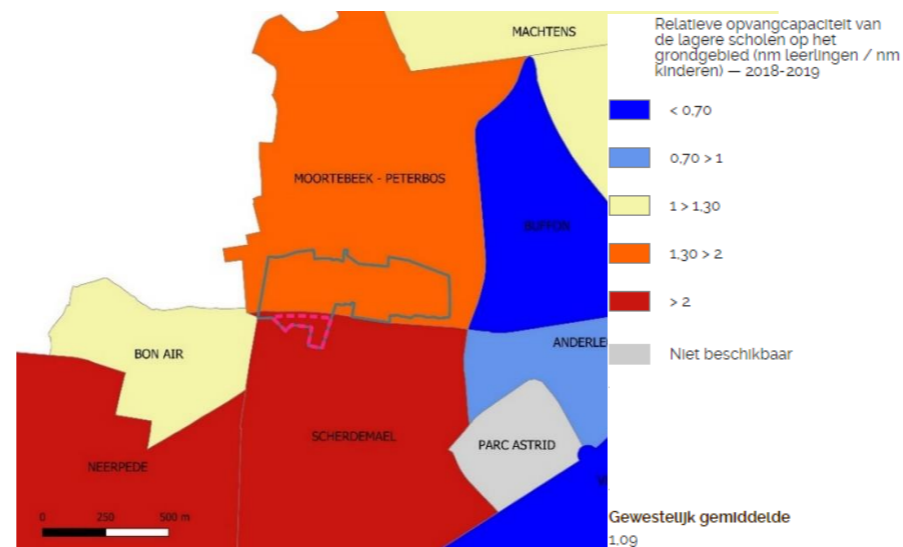 MACHTENS
MOORTEBEEK - PETERBOS
BUFFON
BON AIR
ANDERLE
SCHERDEMAEL
PARC ASTRID
NEERPEDE
0 250 500 m
Relatieve opvangcapaciteit van
de lagere scholen op het
grondgebied (nm leerlingen / nm
kinderen) — 2018-2019
< 0,70
0,70 > 1
1 > 1,30
1,30 > 2
> 2
Niet beschikbaar
Gewestelijk gemiddelde
1,09